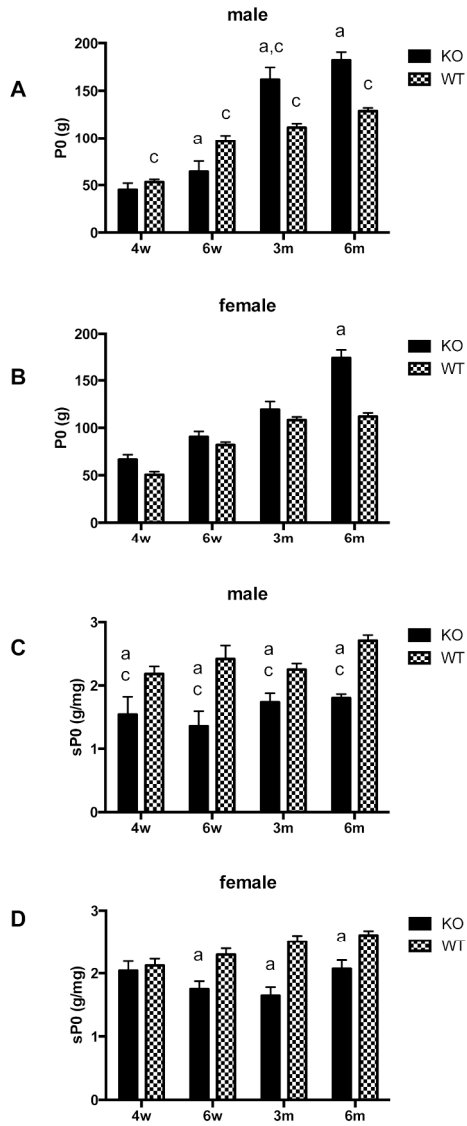 male
A
P0 (g)
200
150
100
50
0
a,c
a
c
a
c
c
c
4w
6w
3m
6m
KO
WT
female
B
P0 (g)
200
150
100
50
0
a
4w
6w
3m
6m
KO
WT
male
C
sP0 (g/mg)
3
2
1
0
a
c
a
c
a
c
a
c
4w
6w
3m
6m
KO
WT
female
D
sP0 (g/mg)
3
2
1
0
a
a
a
4w
6w
3m
6m
KO
WT